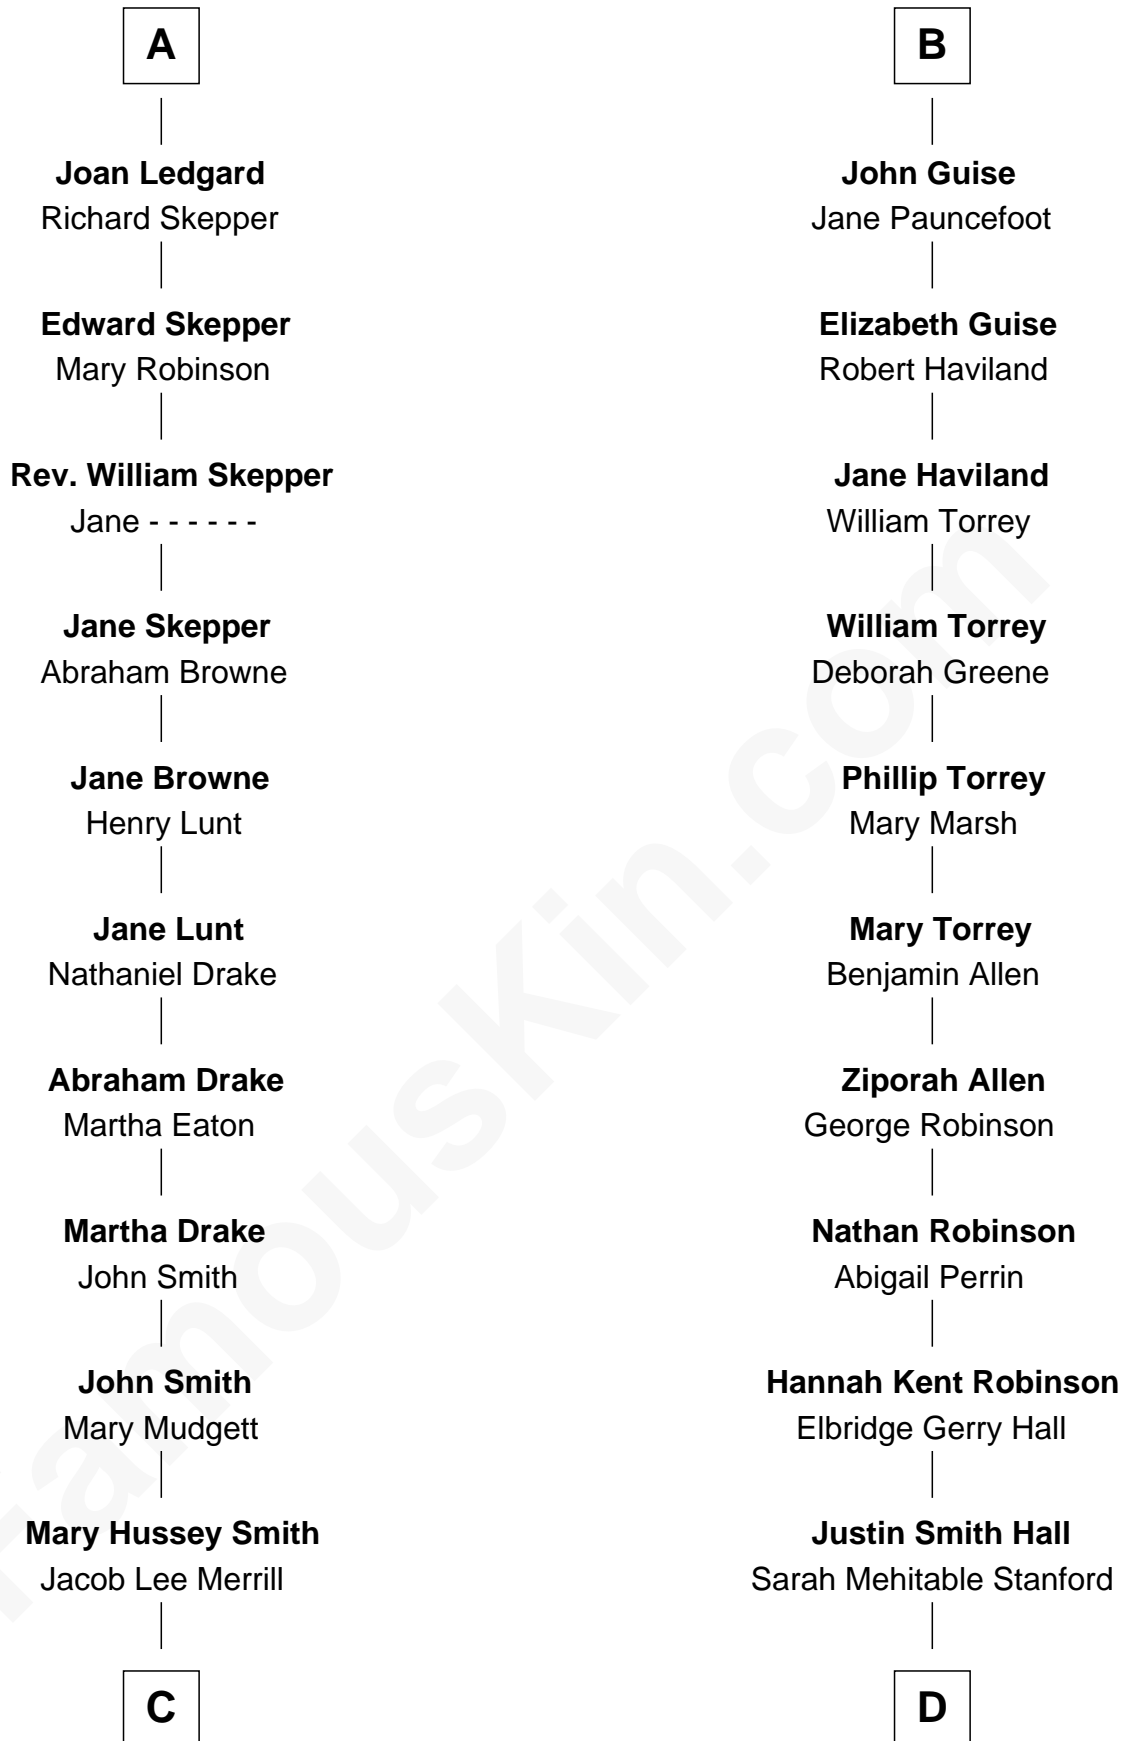 A
Joan Ledgard
Richard Skepper
Edward Skepper
Mary Robinson
Rev. William Skepper
Jane - - - - - -
Jane Skepper
Abraham Browne
Jane Browne
Henry Lunt
Jane Lunt
Nathaniel Drake
Abraham Drake
Martha Eaton
Martha Drake
John Smith
John Smith
Mary Mudgett
Mary Hussey Smith
Jacob Lee Merrill
C
B
John Guise
Jane Pauncefoot
Elizabeth Guise
Robert Haviland
Jane Haviland
William Torrey
William Torrey
Deborah Greene
Phillip Torrey
Mary Marsh
Mary Torrey
Benjamin Allen
Ziporah Allen
George Robinson
Nathan Robinson
Abigail Perrin
Hannah Kent Robinson
Elbridge Gerry Hall
Justin Smith Hall
Sarah Mehitable Stanford
D
FamousKin.com